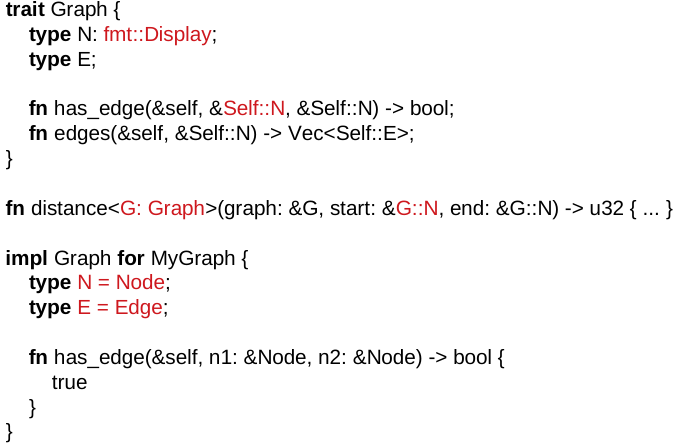 trait Graph {
    type N: fmt::Display;
    type E;

    fn has_edge(&self, &Self::N, &Self::N) -> bool;
    fn edges(&self, &Self::N) -> Vec<Self::E>;
}

fn distance<G: Graph>(graph: &G, start: &G::N, end: &G::N) -> u32 { ... }

impl Graph for MyGraph {
    type N = Node;
    type E = Edge;

    fn has_edge(&self, n1: &Node, n2: &Node) -> bool {
        true
    }
}